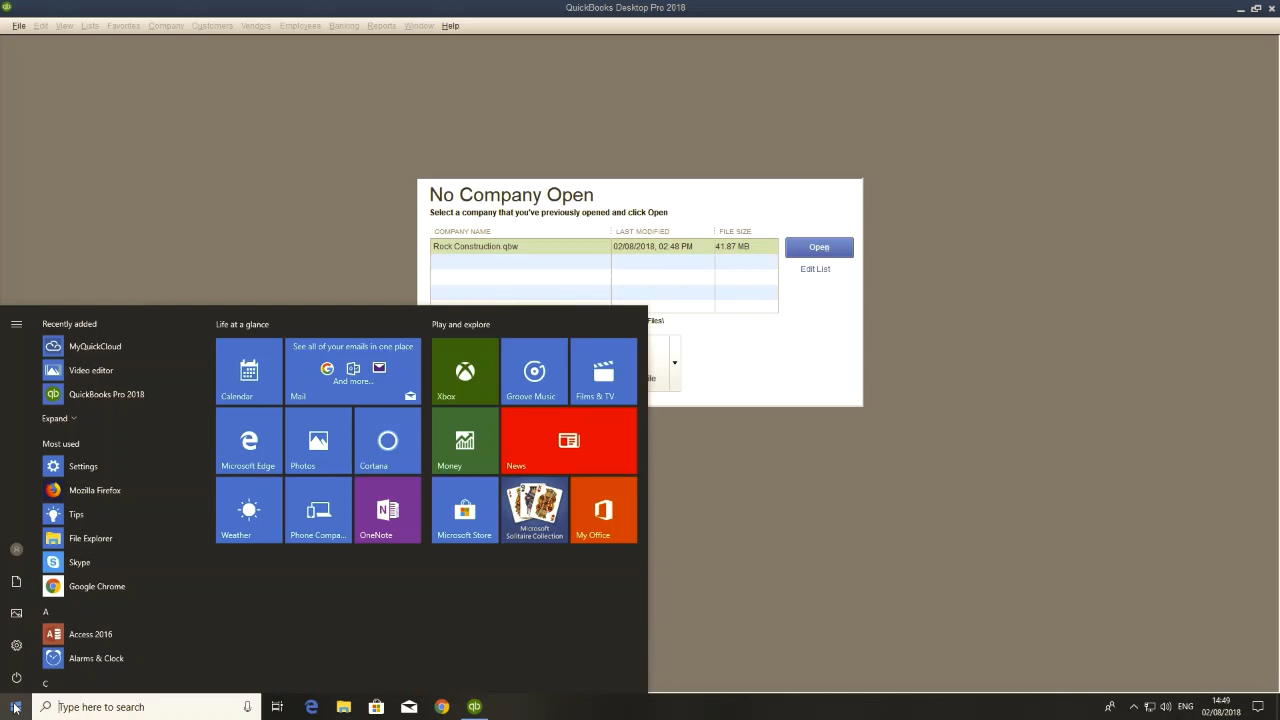 qb
QuickBooks Desktop Pro 2018
File Edit View Lists Favorites Company Customers Vendors Employees Banking Reports Window Help
No Company Open
Select a company that you've previously opened and click Open
COMPANY NAME LAST MODIFIED FILE SIZE
Rock Construction.qbw 02/08/2018, 02:48 PM 41.87 MB
Open
Edit List
Files\
ile
Recently added
MyQuickCloud
Video editor
qb QuickBooks Pro 2018
Expand
Most used
Settings
Mozilla Firefox
Tips
File Explorer
Skype
Google Chrome
A
Access 2016
Alarms & Clock
C
Life at a glance
Calendar
See all of your emails in one place
And more...
Mail
Microsoft Edge
Photos
Cortana
Weather
Phone Compa...
OneNote
Play and explore
Xbox
Groove Music
Films & TV
Money
News
Microsoft Store
Microsoft
Solitaire Collection
My Office
Type here to search
qb
ENG
14:49
02/08/2018